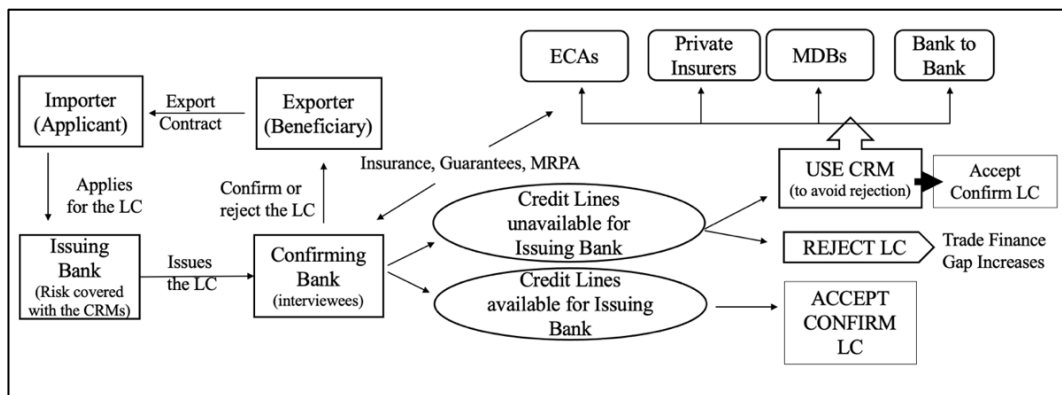 ECAs
Private
Insurers
MDBs
Bank to
Bank
Importer
(Applicant)
Export
Contract
Exporter
(Beneficiary)
Insurance, Guarantees, MRPA
USE CRM
(to avoid rejection)
Accept
Confirm LC
Applies
for the LC
Confirm or
reject the LC
Credit Lines
unavailable for
Issuing Bank
REJECT LC
Trade Finance
Gap Increases
Issuing
Bank
(Risk covered
with the CRMs)
Issues
the LC
Confirming
Bank
(interviewees)
Credit Lines
available for Issuing
Bank
ACCEPT
CONFIRM
LC